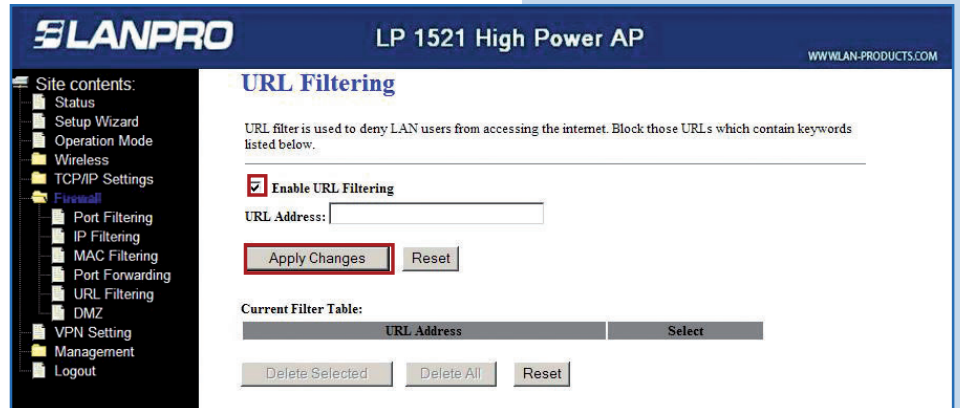 LANPRO
LP 1521 High Power AP
WWW.LAN-PRODUCTS.COM
Site contents:
Status
Setup Wizard
Operation Mode
Wireless
TCP/IP Settings
Firewall
Port Filtering
IP Filtering
MAC Filtering
Port Forwarding
URL Filtering
DMZ
VPN Setting
Management
Logout
URL Filtering
URL filter is used to deny LAN users from accessing the internet. Block those URLs which contain keywords
listed below.
Enable URL Filtering
URL Address:
Apply Changes Reset
Current Filter Table:
URL Address Select
Delete Selected Delete All Reset